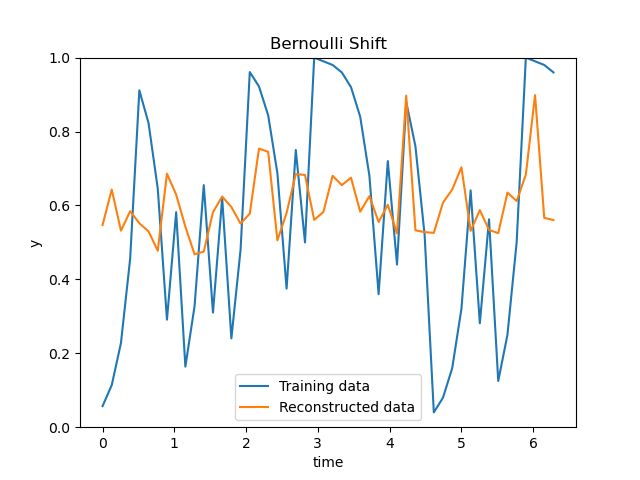 Bernoulli Shift
1.0
0.8
0.6
0.4
0.2
0.0
y
Training data
Reconstructed data
0 1 2 3 4 5 6
time